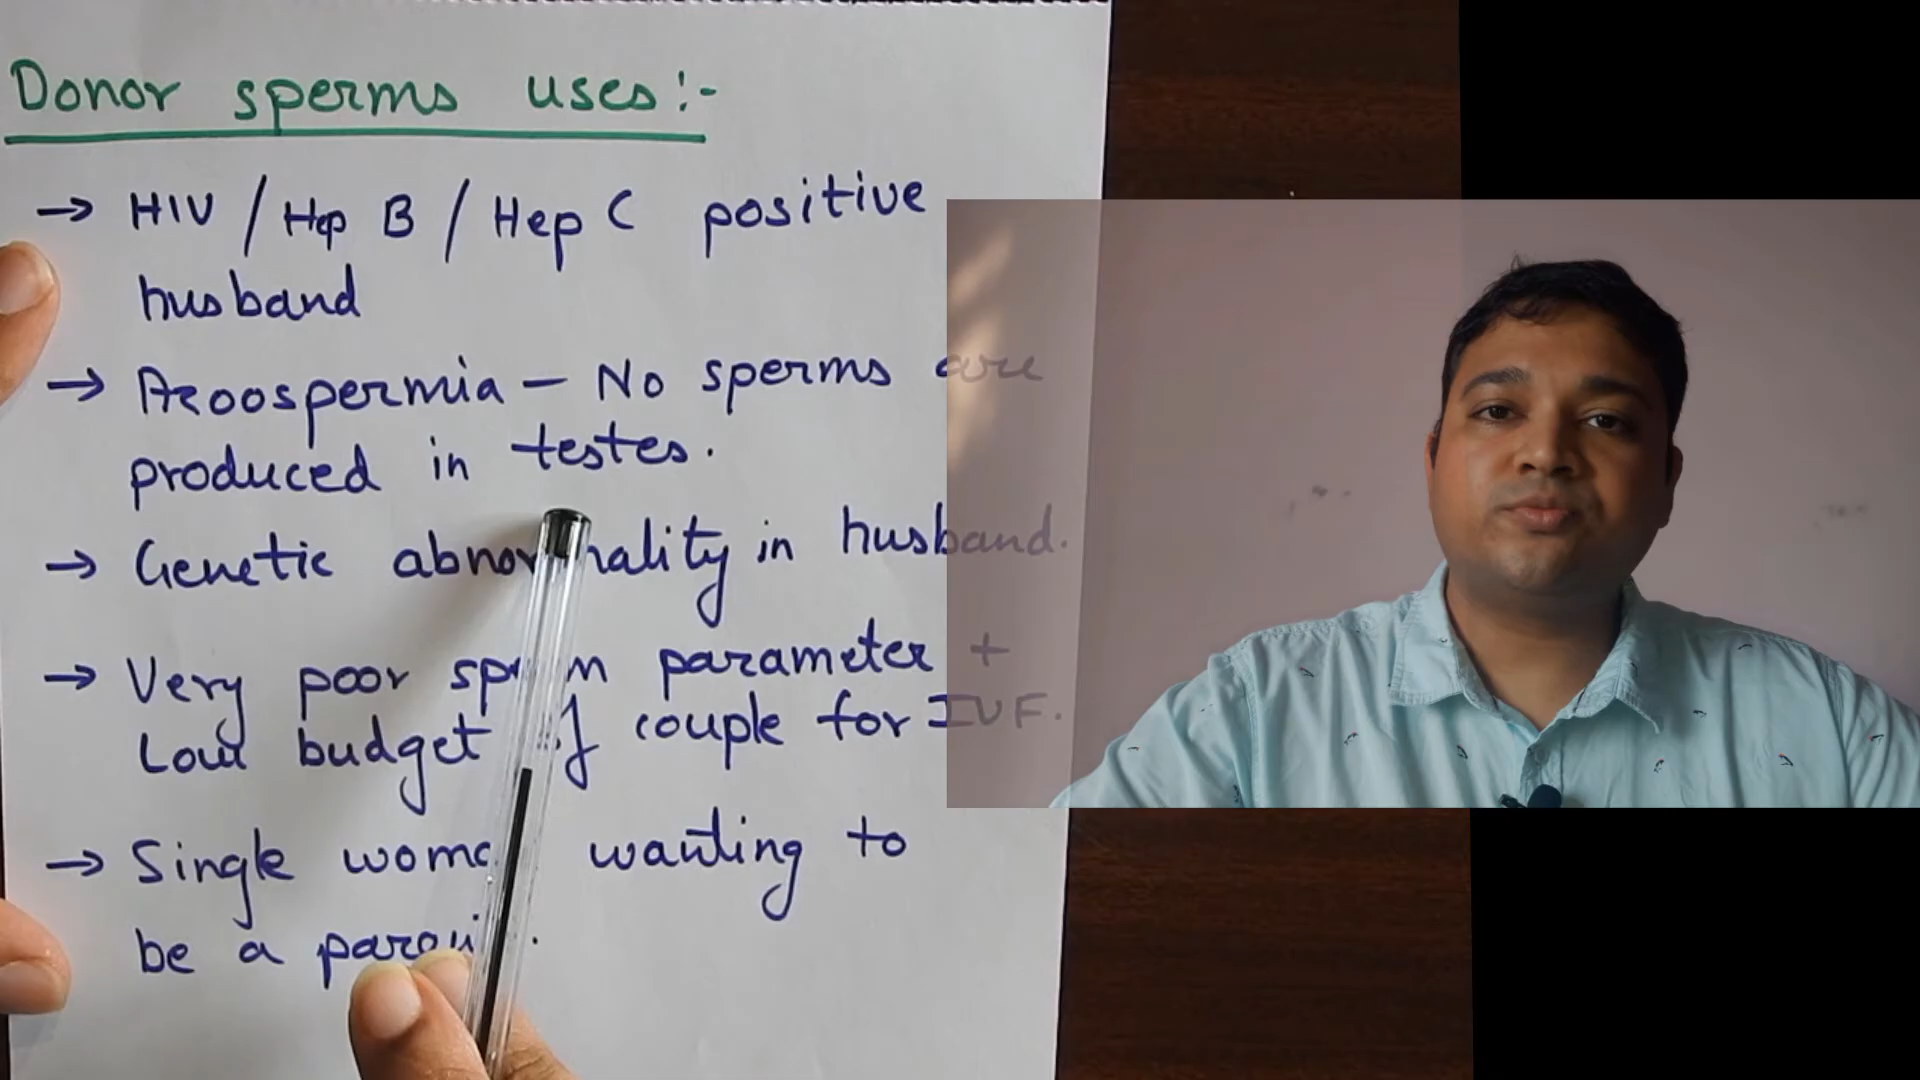 Donor sperms uses:-
→ HIV / Hep B / Hep C positive
husband
→ Azoospermia - No sperms are
produced in testes.
→ Genetic abnormality in husband.
→ Very poor sperm parameter +
Low budget of couple for IVF.
→ Single woman wanting to
be a parent.